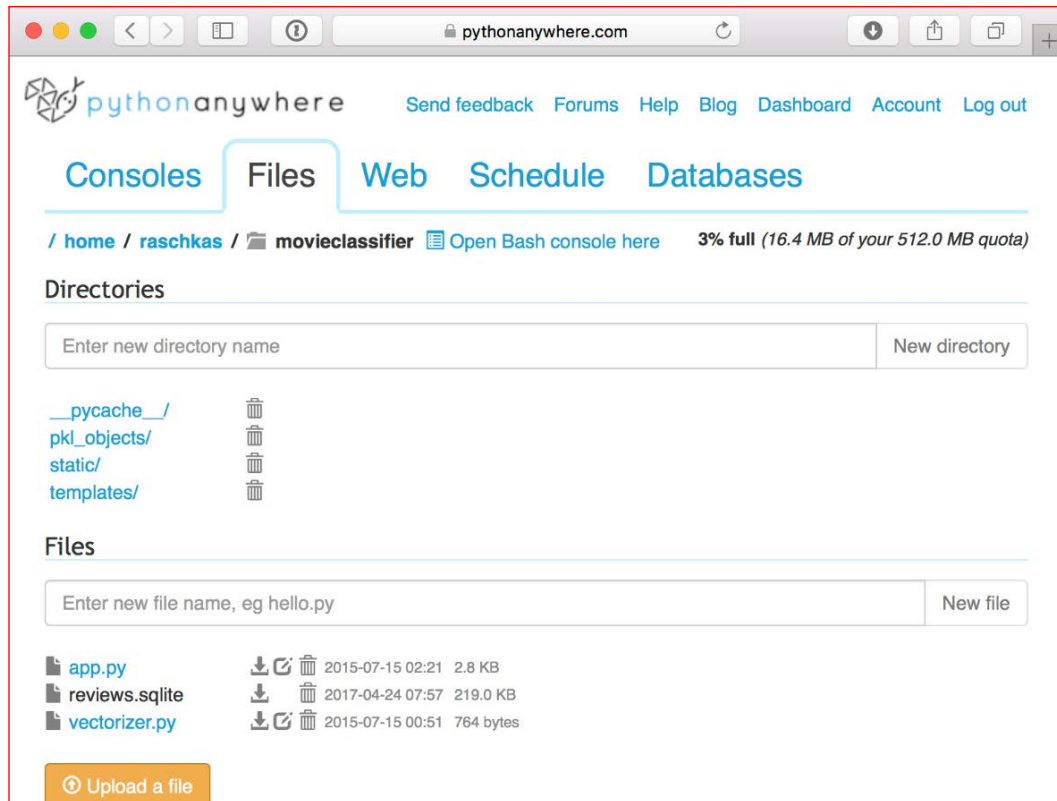 pythonanywhere.com
pythonanywhere Send feedback Forums Help Blog Dashboard Account Log out
Consoles Files Web Schedule Databases
/ home / raschkas / movieclassifier Open Bash console here 3% full (16.4 MB of your 512.0 MB quota)
Directories
Enter new directory name New directory
__pycache__/
pkl_objects/
static/
templates/
Files
Enter new file name, eg hello.py New file
app.py 2015-07-15 02:21 2.8 KB
reviews.sqlite 2017-04-24 07:57 219.0 KB
vectorizer.py 2015-07-15 00:51 764 bytes
Upload a file